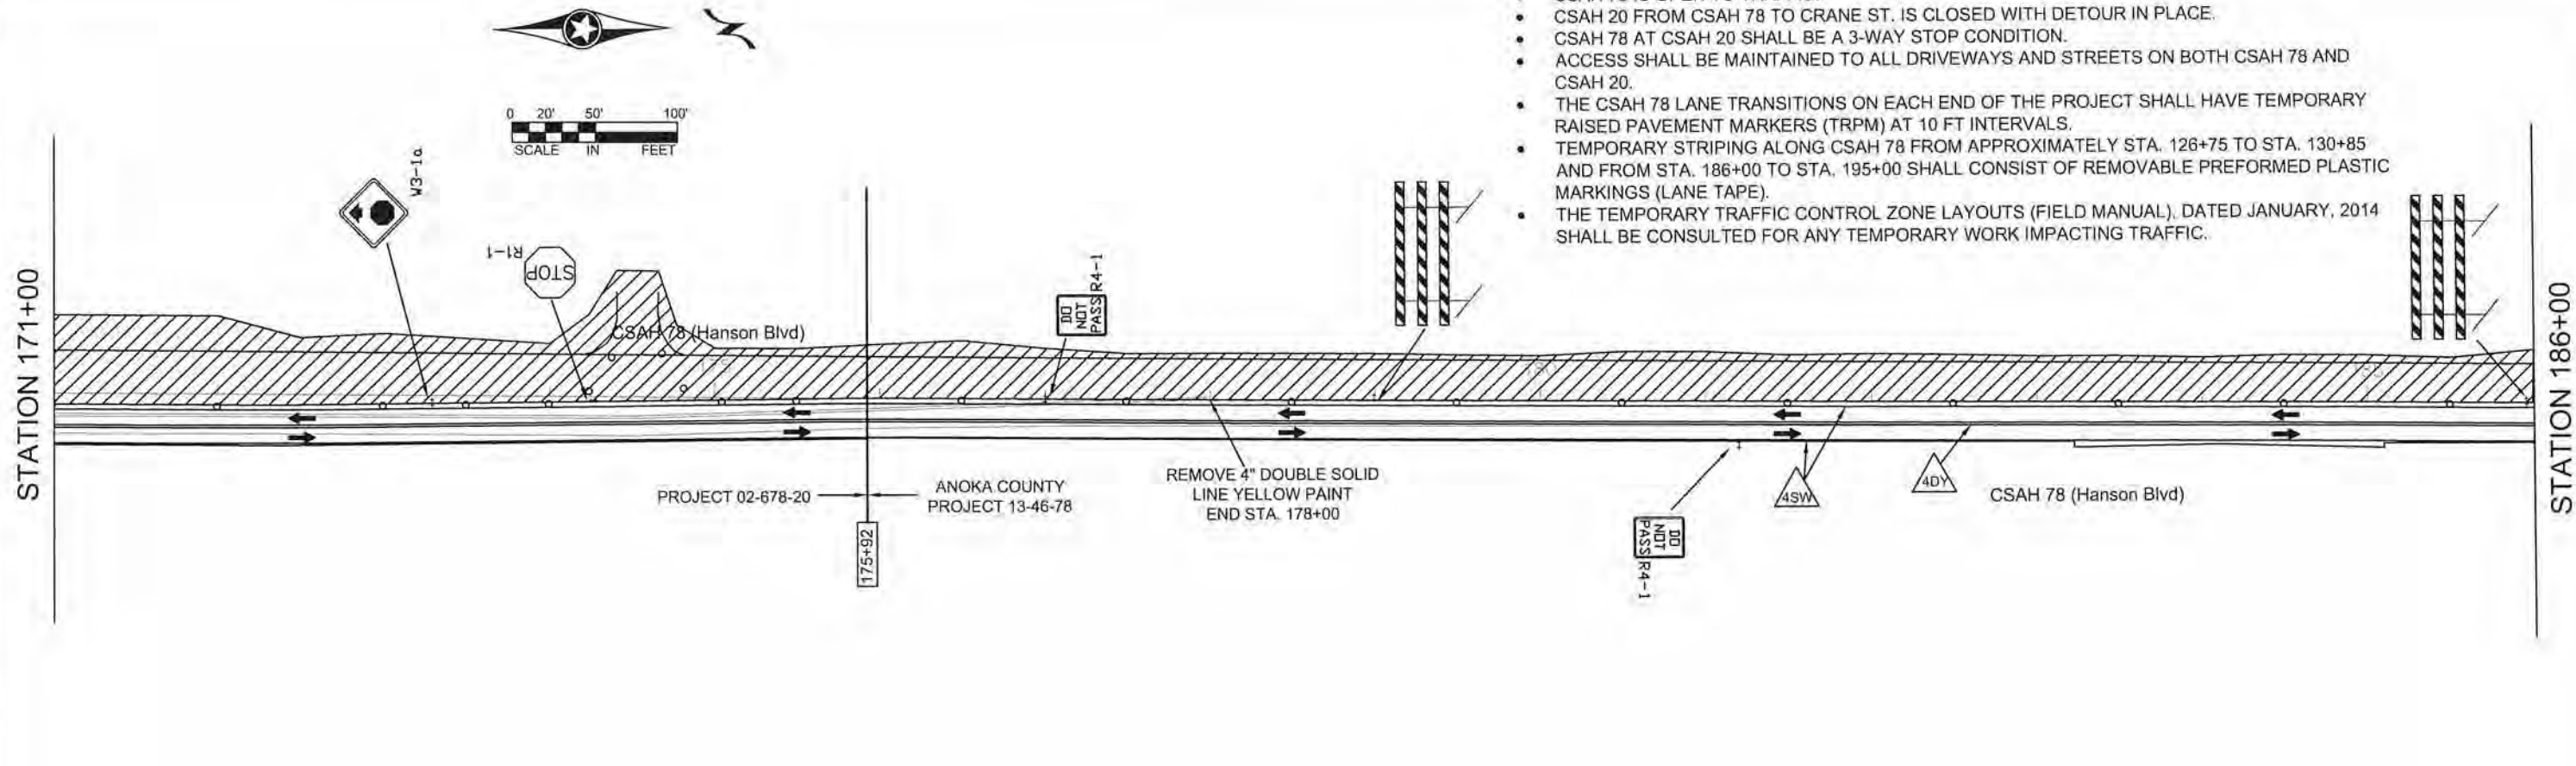 • CSAH 20 FROM CSAH 78 TO CRANE ST. IS CLOSED WITH DETOUR IN PLACE.
• CSAH 78 AT CSAH 20 SHALL BE A 3-WAY STOP CONDITION.
• ACCESS SHALL BE MAINTAINED TO ALL DRIVEWAYS AND STREETS ON BOTH CSAH 78 AND
CSAH 20.
• THE CSAH 78 LANE TRANSITIONS ON EACH END OF THE PROJECT SHALL HAVE TEMPORARY
RAISED PAVEMENT MARKERS (TRPM) AT 10 FT INTERVALS.
• TEMPORARY STRIPING ALONG CSAH 78 FROM APPROXIMATELY STA. 126+75 TO STA. 130+85
AND FROM STA. 186+00 TO STA. 195+00 SHALL CONSIST OF REMOVABLE PREFORMED PLASTIC
MARKINGS (LANE TAPE).
• THE TEMPORARY TRAFFIC CONTROL ZONE LAYOUTS (FIELD MANUAL), DATED JANUARY, 2014
SHALL BE CONSULTED FOR ANY TEMPORARY WORK IMPACTING TRAFFIC.
N
0 20' 50' 100'
SCALE IN FEET
W3-1a
R1-1
STOP
STATION 171+00
CSAH 78 (Hanson Blvd)
DO
NOT
PASS
R4-1
175
180
185
STATION 186+00
PROJECT 02-678-20
ANOKA COUNTY
PROJECT 13-46-78
175+92
REMOVE 4" DOUBLE SOLID
LINE YELLOW PAINT
END STA. 178+00
DO
NOT
PASS
R4-1
4SW
4DY
CSAH 78 (Hanson Blvd)